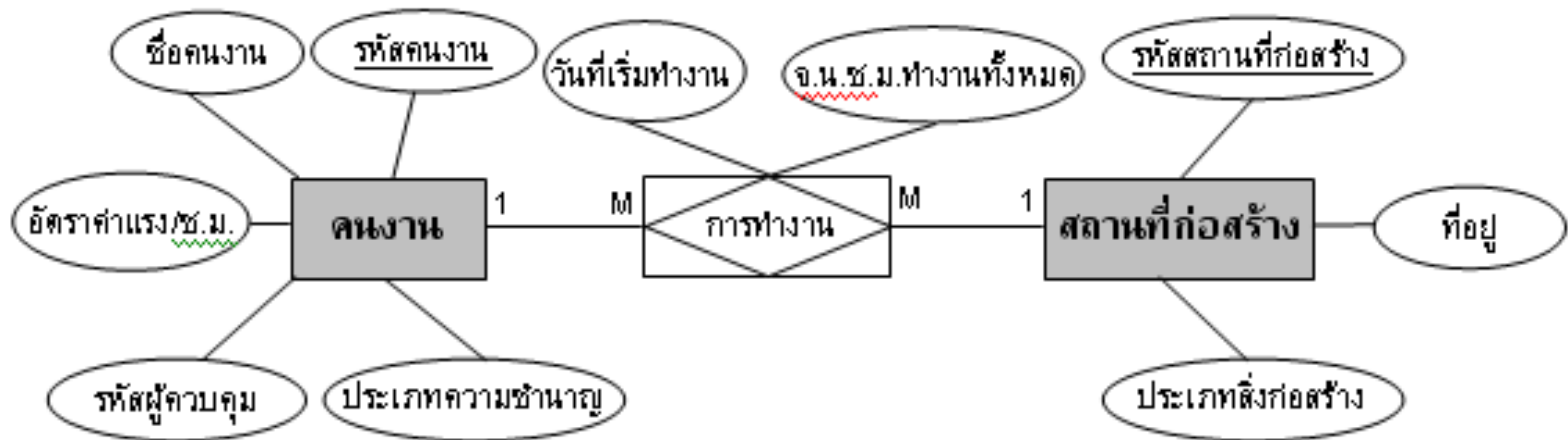 ชื่อคนงาน
รหัสคนงาน
วันที่เริ่มทำงาน
จ.น.ช.ม.ทำงานทั้งหมด
รหัสสถานที่ก่อสร้าง
อัตราค่าแรง/ช.ม.
คนงาน
1
M
การทำงาน
M
1
สถานที่ก่อสร้าง
ที่อยู่
รหัสผู้ควบคุม
ประเภทความชำนาญ
ประเภทสิ่งก่อสร้าง